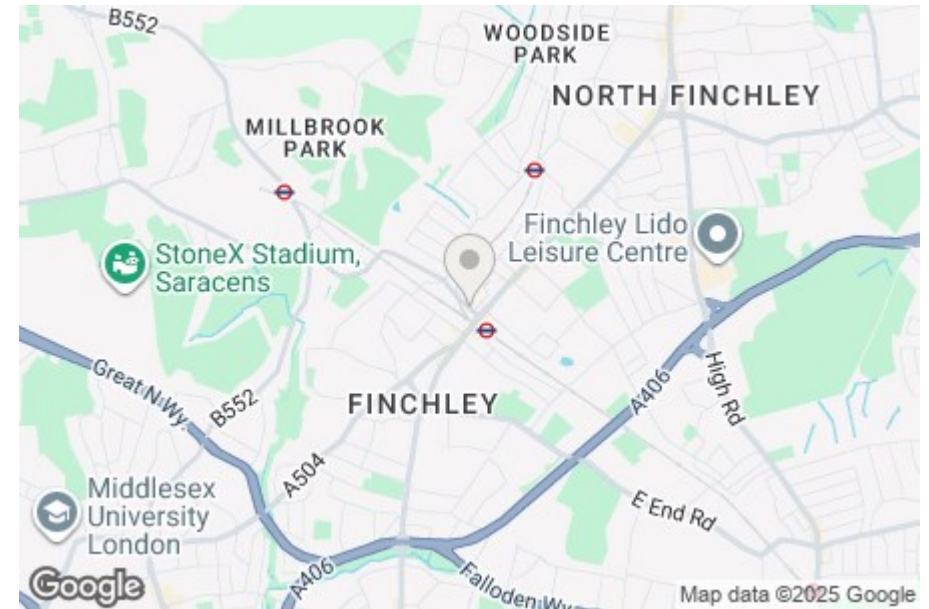 B552
WOODSIDE
PARK
NORTH FINCHLEY
MILLBROOK
PARK
Finchley Lido
Leisure Centre
StoneX Stadium,
Saracens
Great N Wy.
B552
FINCHLEY
A406
High Rd
A504
Middlesex
University
London
E End Rd
A406
Falloden Wy
Google
Map data ©2025 Google